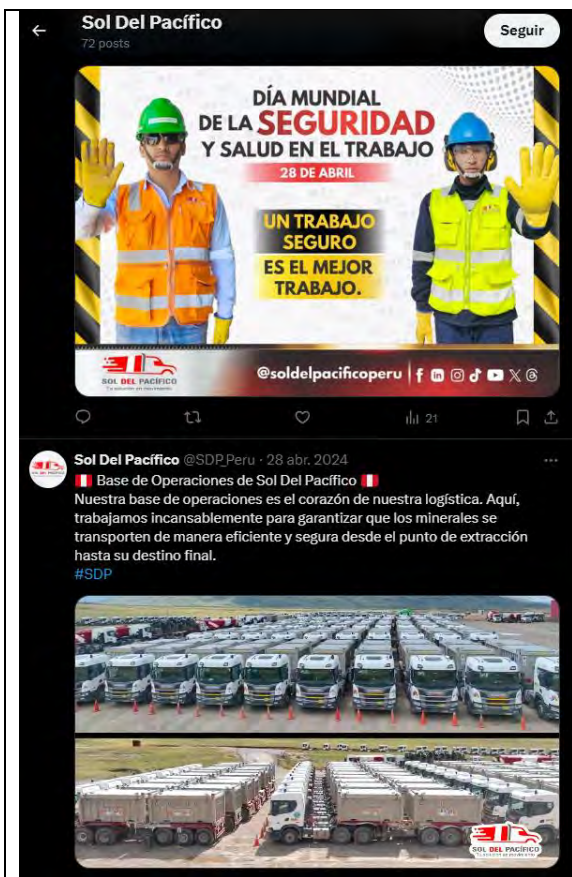 Sol Del Pacífico
72 posts
Seguir
DÍA MUNDIAL
DE LA SEGURIDAD
Y SALUD EN EL TRABAJO
28 DE ABRIL
UN TRABAJO
SEGURO
ES EL MEJOR
TRABAJO.
SOL DEL PACÍFICO
@soldelpacificoperu
21
Sol Del Pacífico @SDP_Peru · 28 abr. 2024
Base de Operaciones de Sol Del Pacífico
Nuestra base de operaciones es el corazón de nuestra logística. Aquí,
trabajamos incansablemente para garantizar que los minerales se
transporten de manera eficiente y segura desde el punto de extracción
hasta su destino final.
#SDP
SOL DEL PACÍFICO